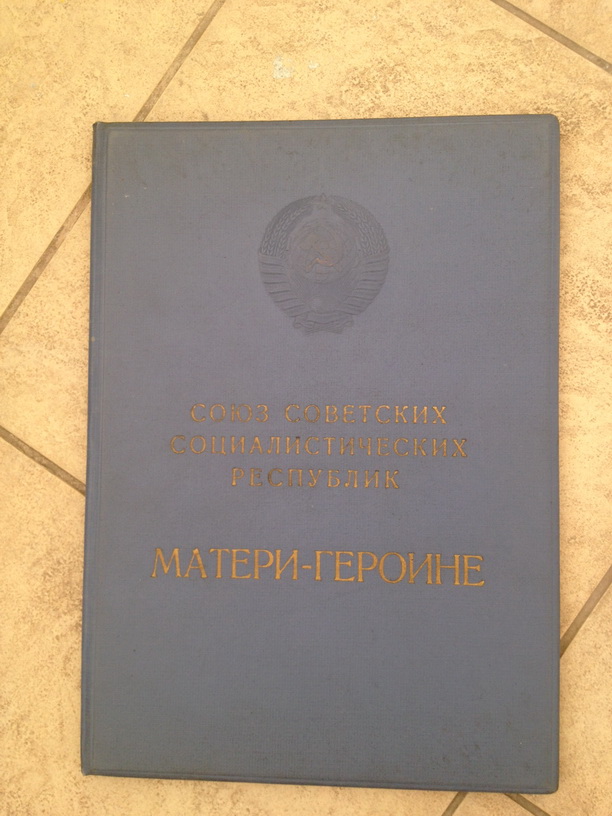 СОЮЗ СОВЕТСКИХ
СОЦИАЛИСТИЧЕСКИХ
РЕСПУБЛИК
МАТЕРИ-ГЕРОИНЕ